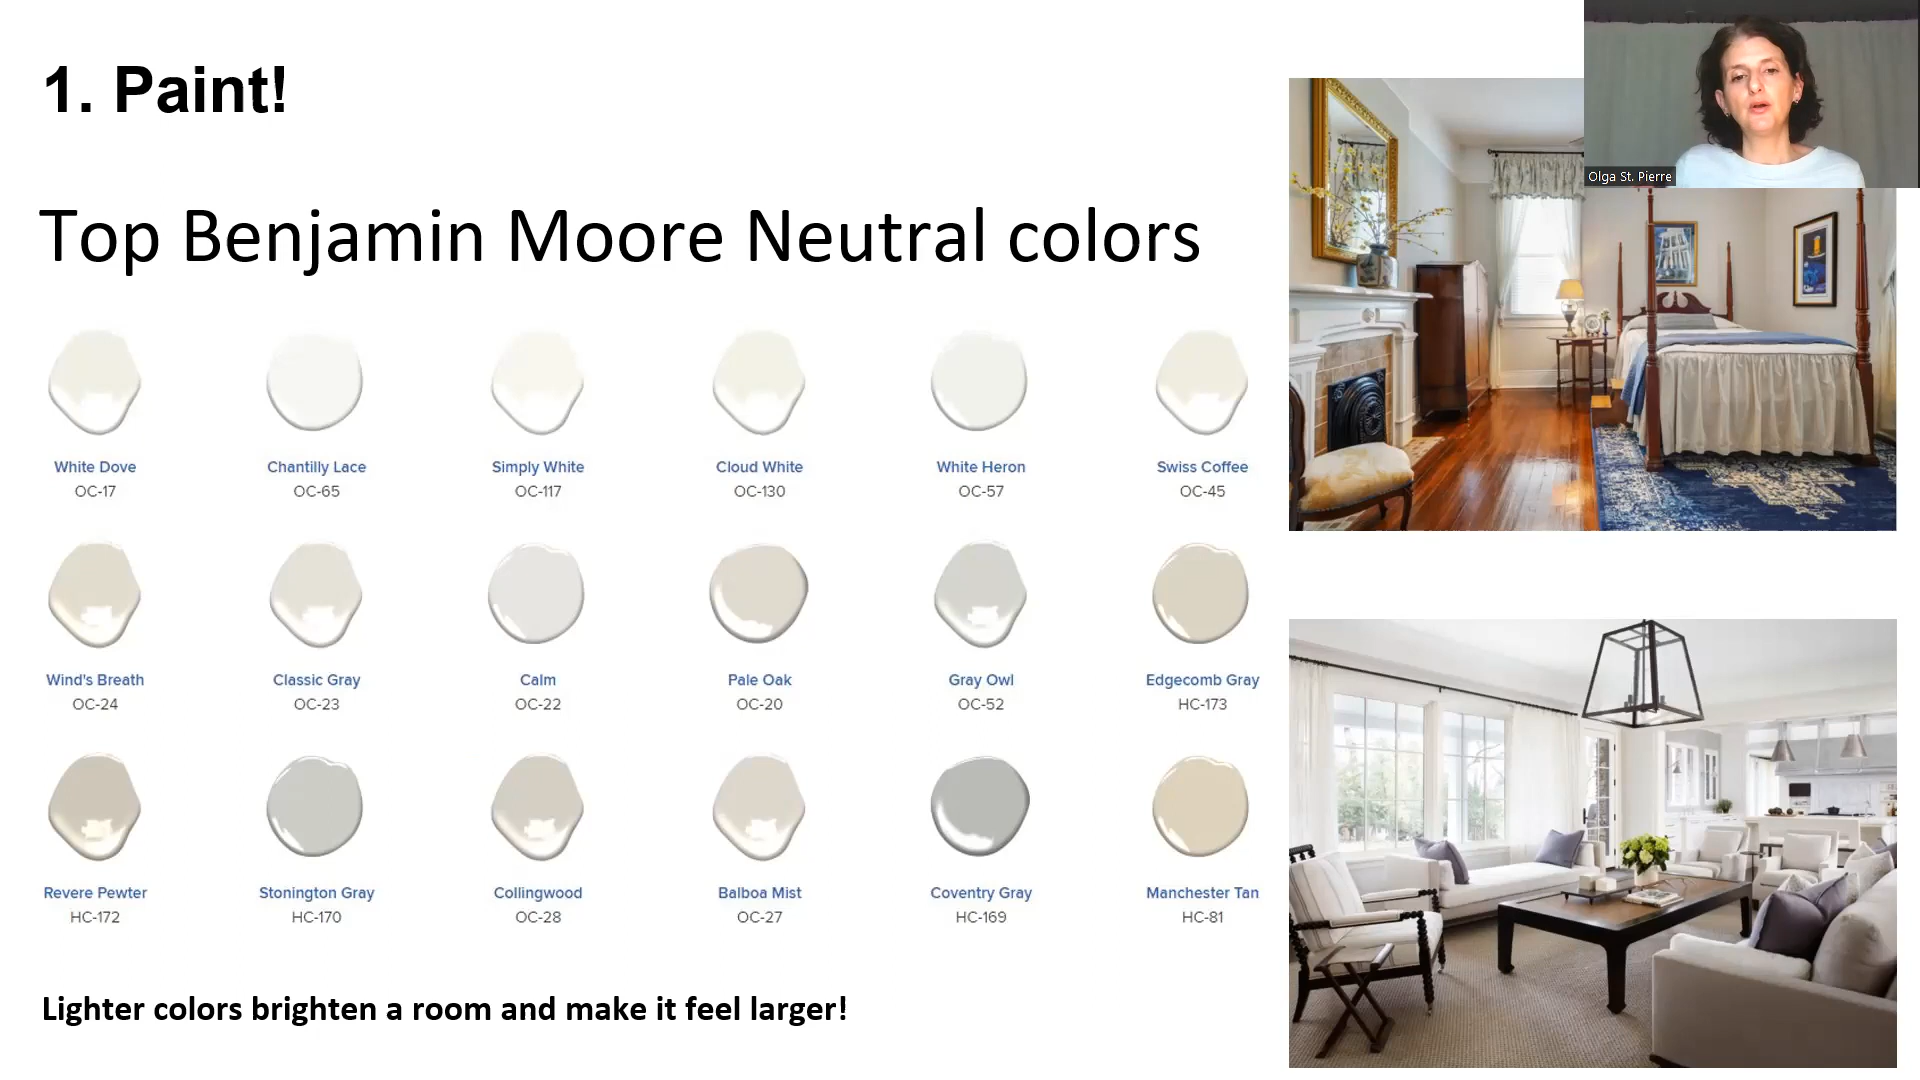 1. Paint!
Olga St. Pierre
Top Benjamin Moore Neutral colors
White Dove
OC-17
Chantilly Lace
OC-65
Simply White
OC-117
Cloud White
OC-130
White Heron
OC-57
Swiss Coffee
OC-45
Wind's Breath
OC-24
Classic Gray
OC-23
Calm
OC-22
Pale Oak
OC-20
Gray Owl
OC-52
Edgecomb Gray
HC-173
Revere Pewter
HC-172
Stonington Gray
HC-170
Collingwood
OC-28
Balboa Mist
OC-27
Coventry Gray
HC-169
Manchester Tan
HC-81
Lighter colors brighten a room and make it feel larger!